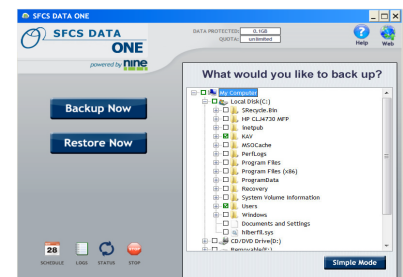 SFCS DATA ONE
SFCS DATA
ONE
powered by nine
DATA PROTECTED: 0.1GB
QUOTA: unlimited
Help
Web
What would you like to back up?
Backup Now
Restore Now
My Computer
Local Disk(C:)
$Recycle.Bin
HP CLJ4730 MFP
Inetpub
KAV
MSOCache
PerfLogs
Program Files
Program Files (x86)
ProgramData
Recovery
System Volume Information
Users
Windows
Documents and Settings
hiberfil.sys
CD/DVD Drive(D:)
Removable(E:)
28
SCHEDULE
LOGS
STATUS
STOP
Simple Mode